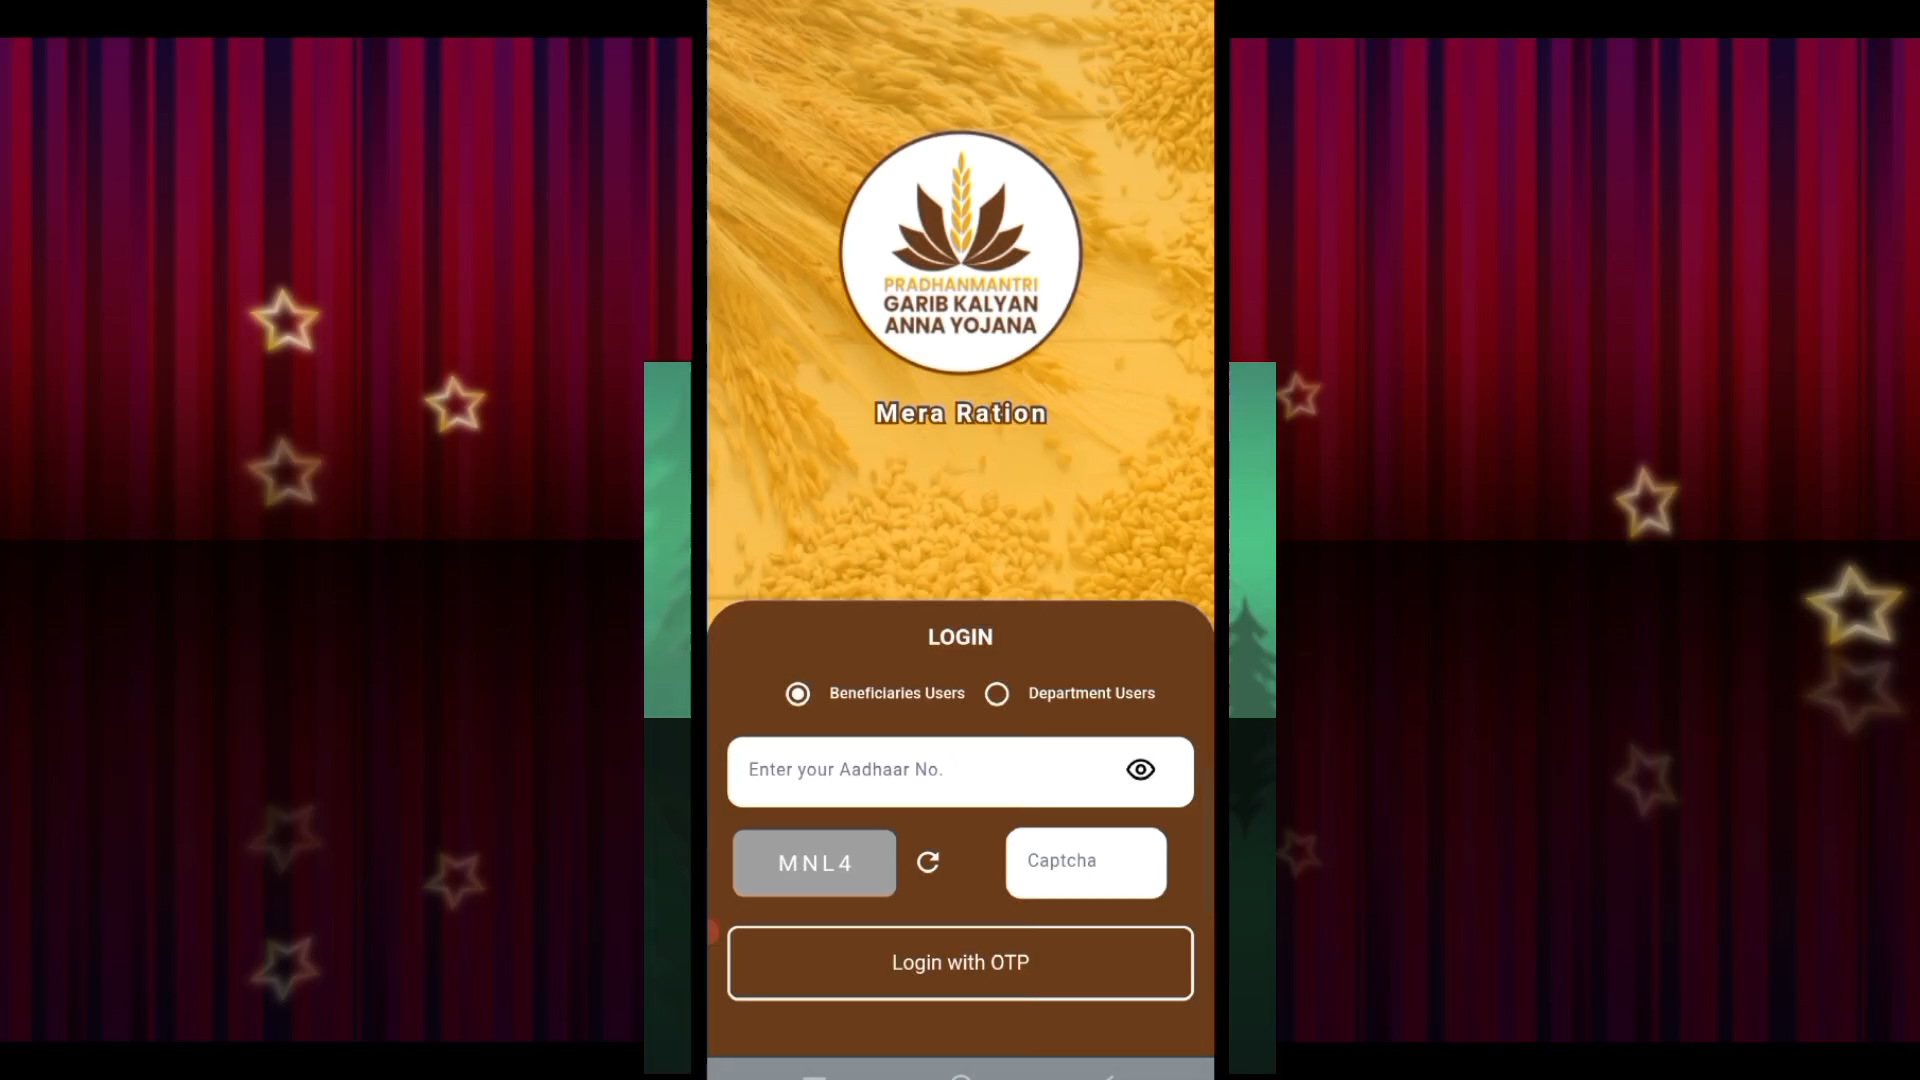 PRADHANMANTRI
GARIB KALYAN
ANNA YOJANA
Mera Ration
LOGIN
Beneficiaries Users Department Users
Enter your Aadhaar No.
MNL4 Captcha
Login with OTP